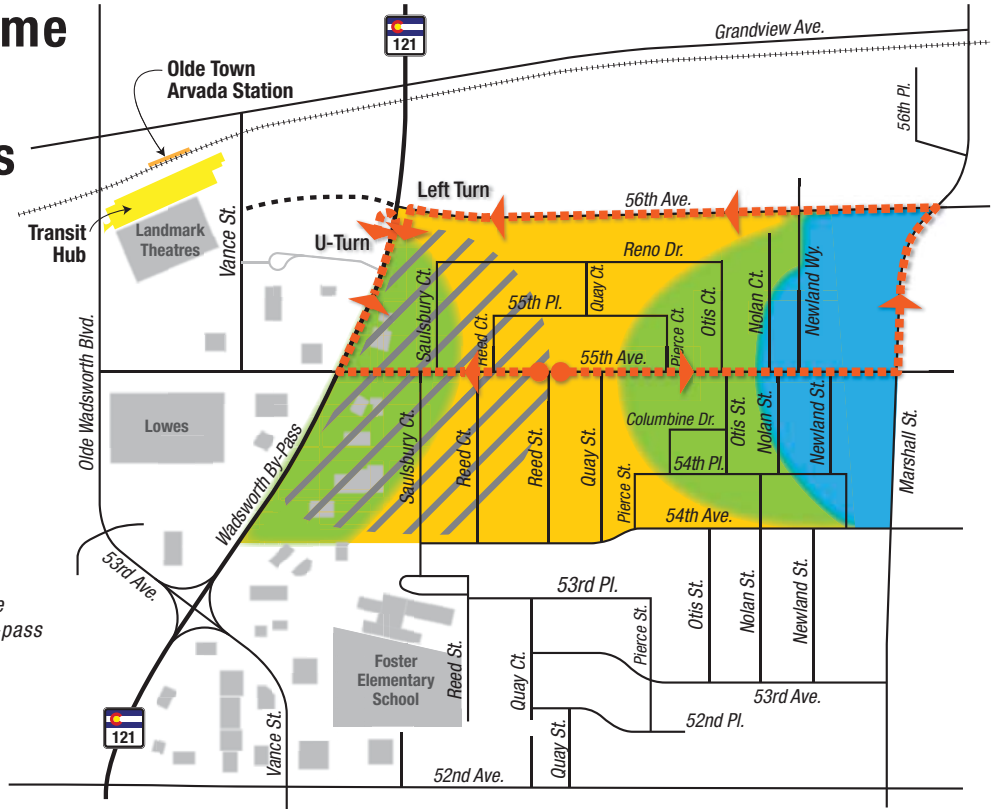 me
s
Olde Town
Arvada Station
121
Grandview Ave.
56th Pl.
Transit
Hub
Landmark
Theatres
Vance St.
Left Turn
U-Turn
56th Ave.
Reno Dr.
Saulsbury Ct.
Reed Ct.
55th Pl.
Quay Ct.
Pierce Ct.
Otis Ct.
Nolan Ct.
Newland Wy.
55th Ave.
Olde Wadsworth Blvd.
Lowes
Wadsworth By-Pass
Saulsbury Ct.
Reed Ct.
Reed St.
Quay St.
Pierce St.
Columbine Dr.
54th Pl.
Otis St.
Nolan St.
Newland St.
Marshall St.
54th Ave.
53rd Ave.
e
-pass
53rd Pl.
Foster
Elementary
School
Reed St.
Quay Ct.
Pierce St.
Otis St.
Nolan St.
Newland St.
53rd Ave.
52nd Pl.
121
Vance St.
Quay St.
52nd Ave.